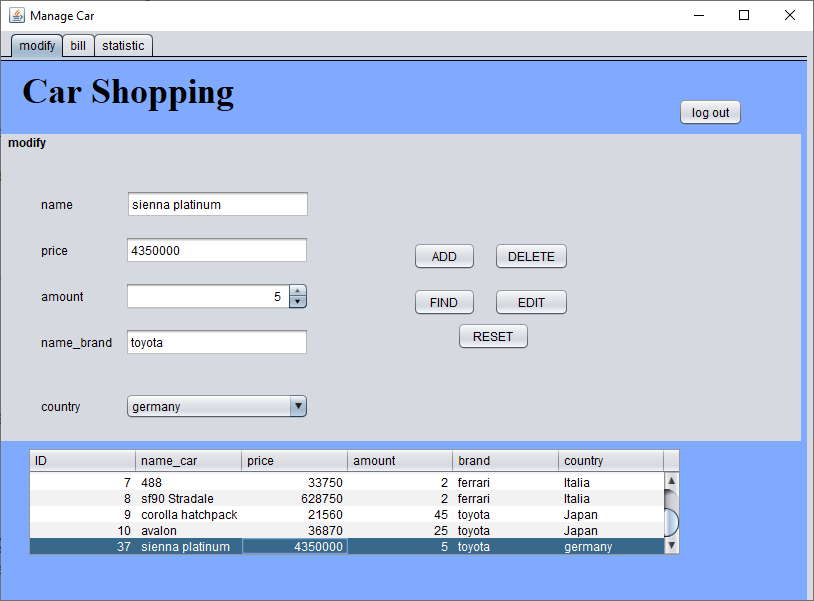 Manage Car
modify bill statistic
Car Shopping
log out
modify
name sienna platinum
price 4350000
ADD DELETE
amount 5
FIND EDIT
name_brand toyota
RESET
country germany
ID name_car price amount brand country
7 488 33750 2 ferrari Italia
8 sf90 Stradale 628750 2 ferrari Italia
9 corolla hatchpack 21560 45 toyota Japan
10 avalon 36870 25 toyota Japan
37 sienna platinum 4350000 5 toyota germany